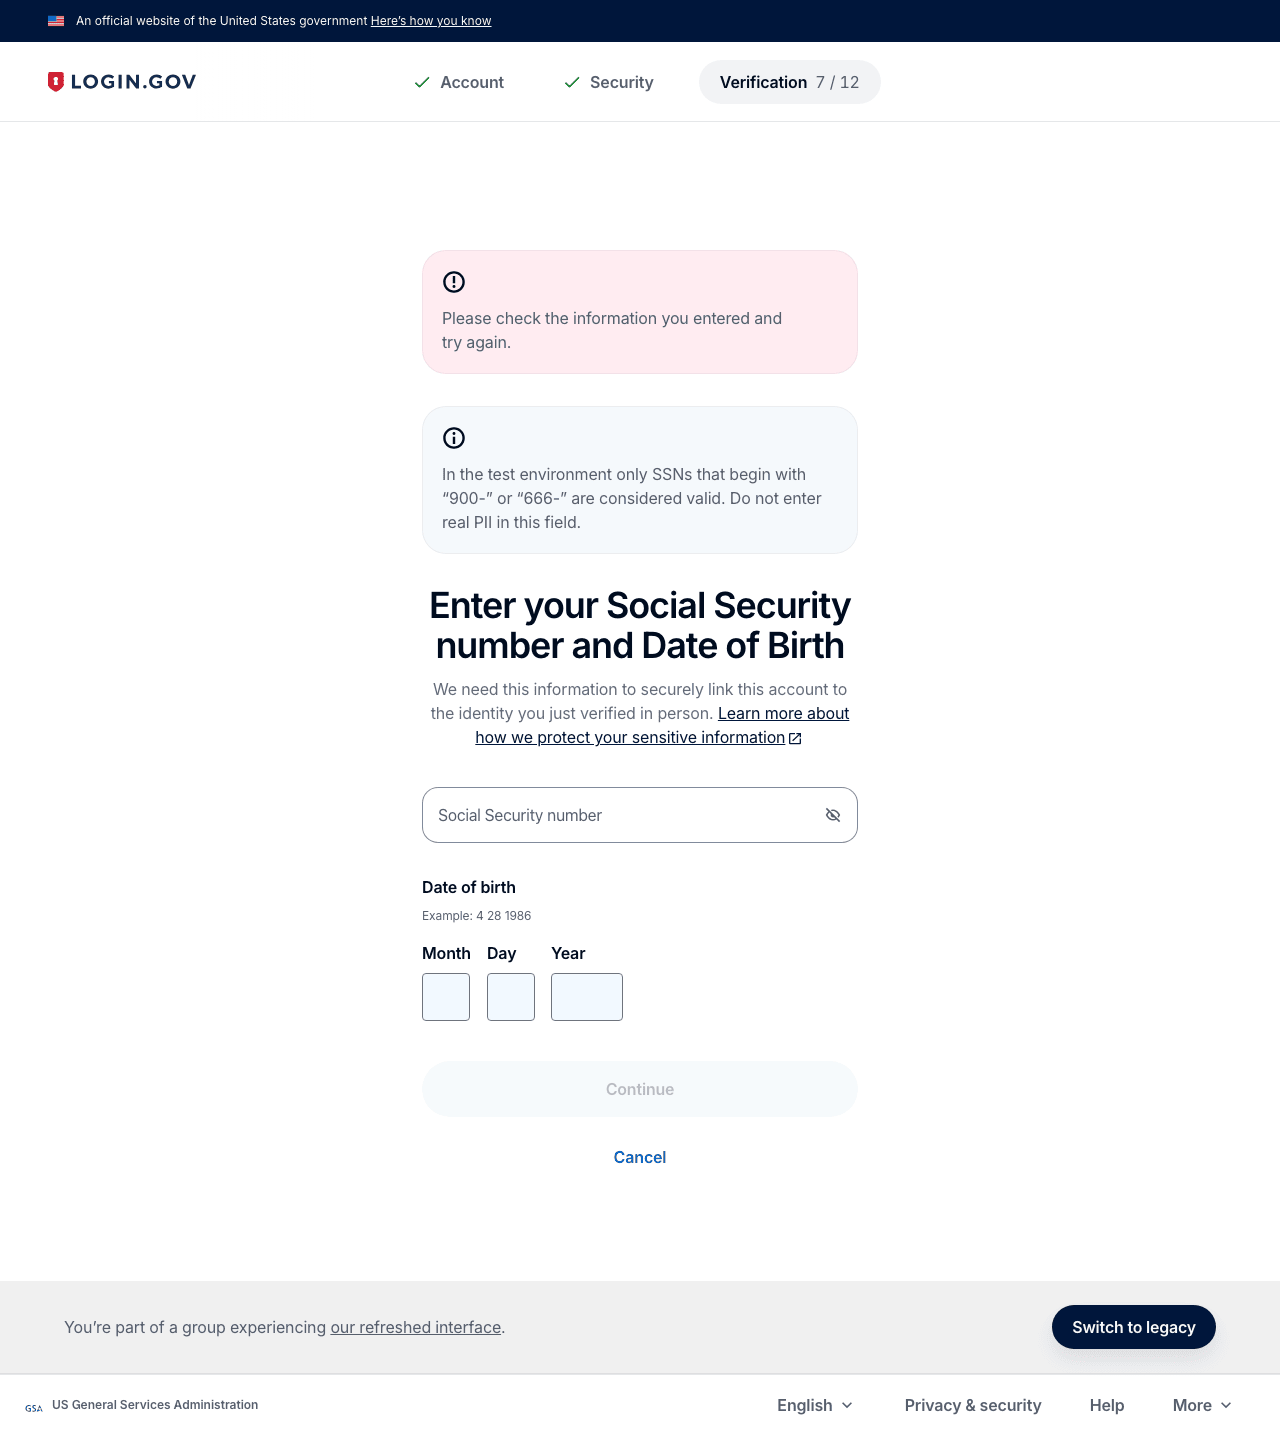 An official website of the United States government Here’s how you know
LOGIN.GOV
Account
Security
Verification 7 / 12
Please check the information you entered and
try again.
In the test environment only SSNs that begin with
“900-” or “666-” are considered valid. Do not enter
real PII in this field.
Enter your Social Security
number and Date of Birth
We need this information to securely link this account to
the identity you just verified in person. Learn more about
how we protect your sensitive information
Social Security number
Date of birth
Example: 4 28 1986
Month Day Year
Continue
Cancel
You’re part of a group experiencing our refreshed interface.
Switch to legacy
GSA US General Services Administration
English
Privacy & security
Help
More